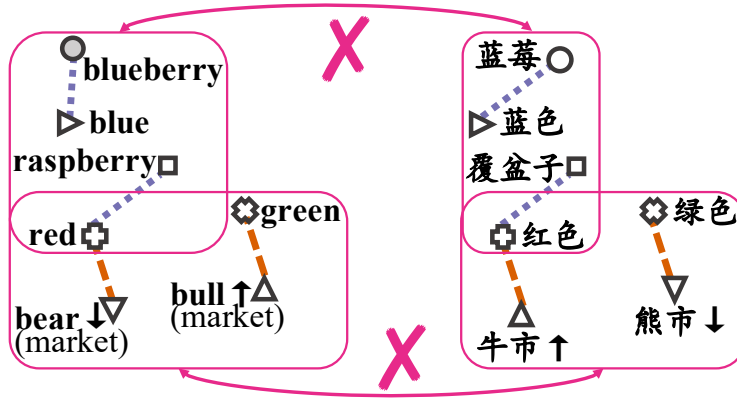 blueberry
blue
raspberry
red
green
bear ↓
(market)
bull ↑
(market)
蓝莓
蓝色
覆盆子
红色
绿色
牛市 ↑
熊市 ↓